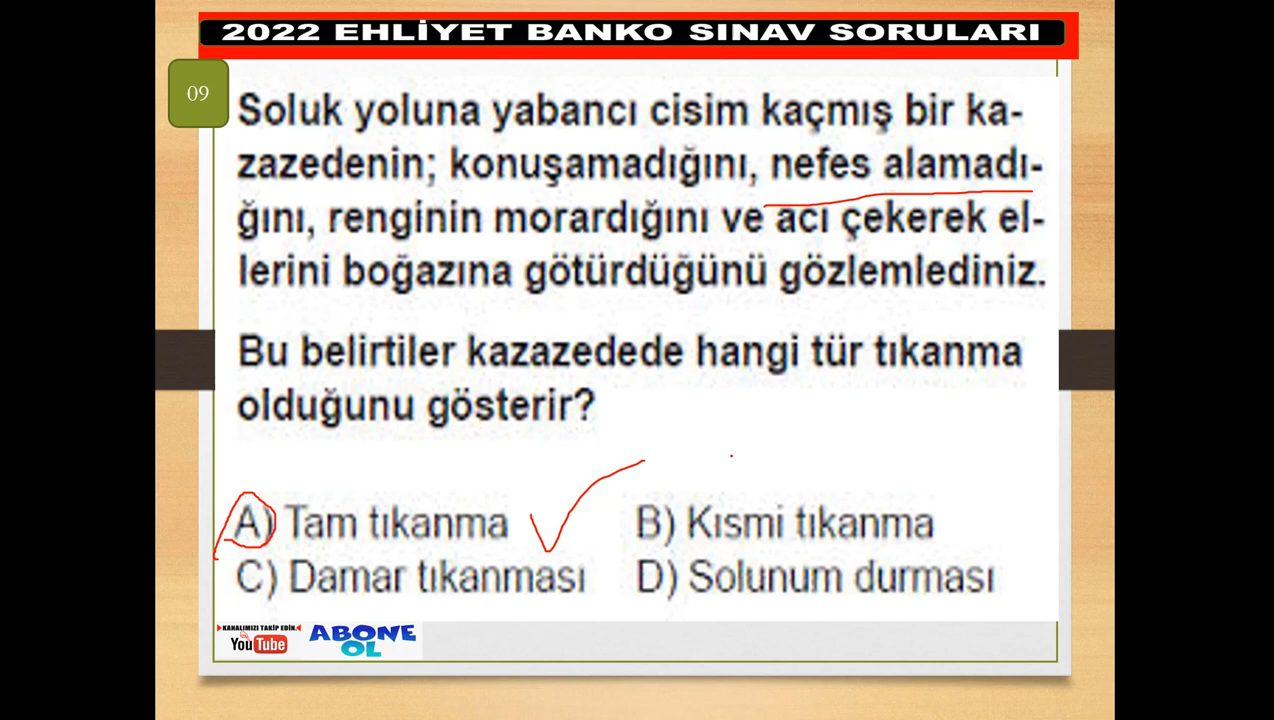 2022 EHLİYET BANKO SINAV SORULARI
09
Soluk yoluna yabancı cisim kaçmış bir ka-
zazedenin; konuşamadığını, nefes alamadı-
ğını, renginin morardığını ve acı çekerek el-
lerini boğazına götürdüğünü gözlemlediniz.
Bu belirtiler kazazedede hangi tür tıkanma
olduğunu gösterir?
A) Tam tıkanma B) Kısmi tıkanma
C) Damar tıkanması D) Solunum durması
KANALIMIZI TAKİP EDİN.
YouTube
ABONE
OL